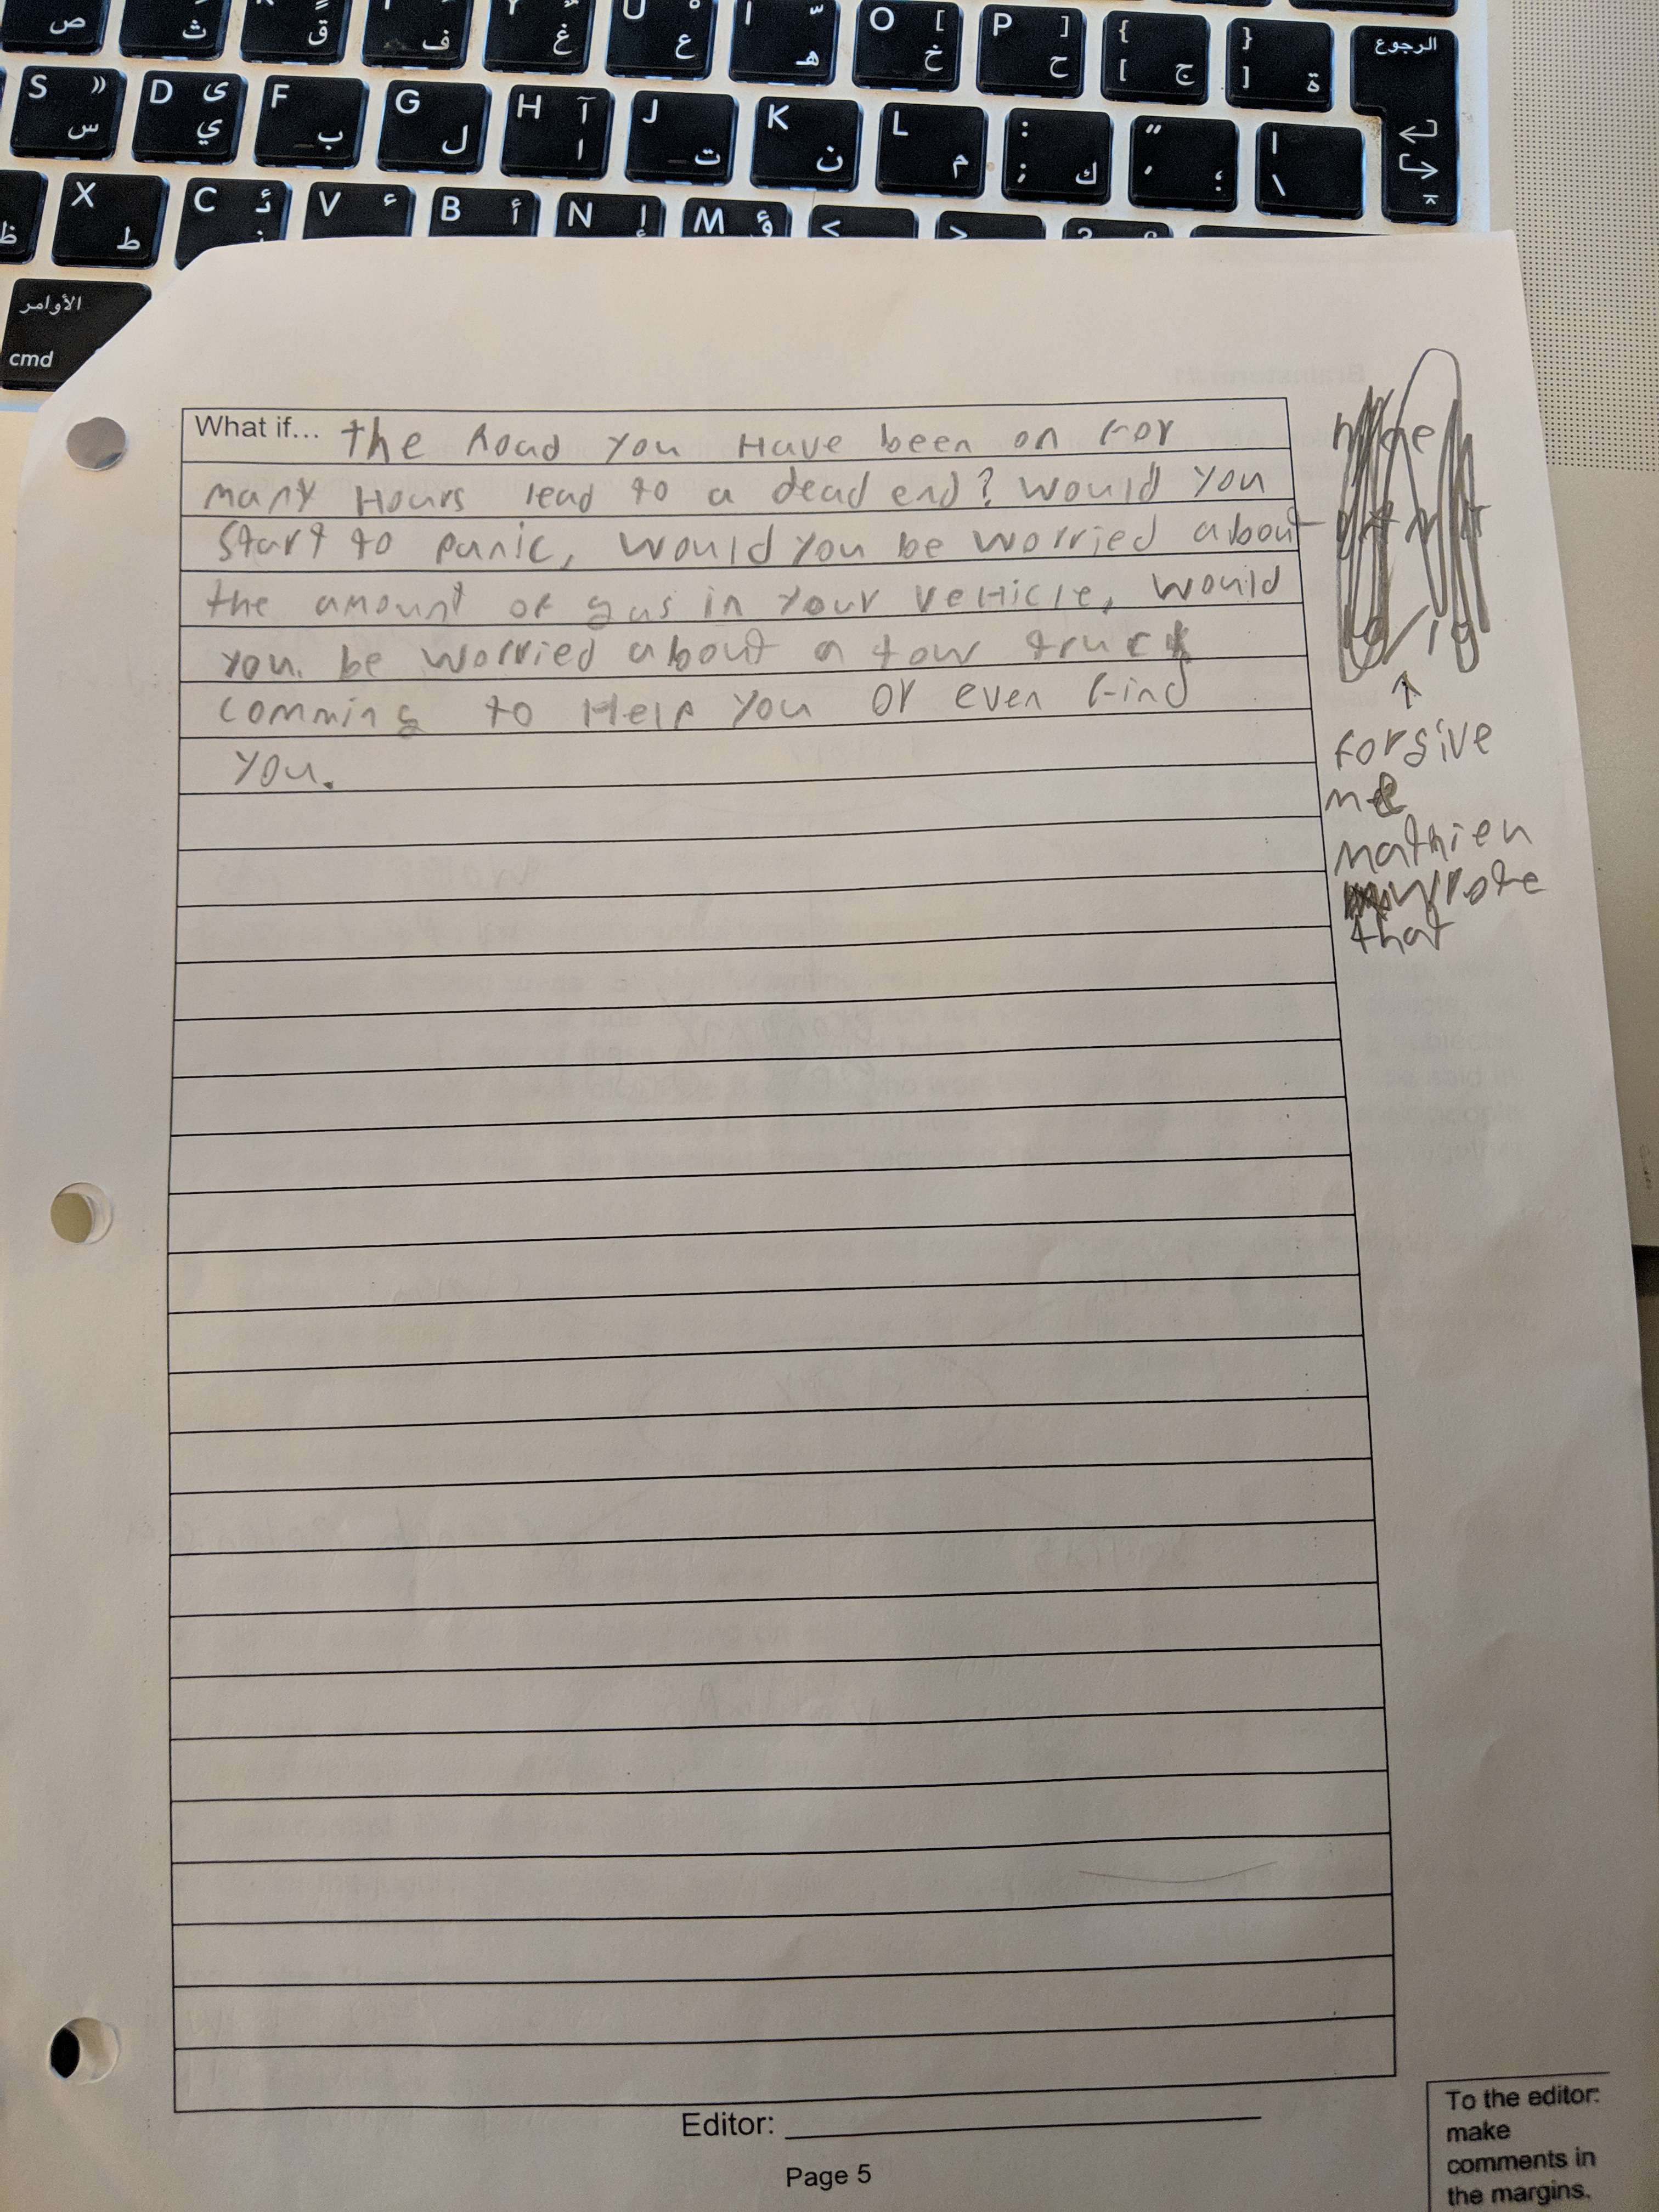 ص ث ق ف غ ع هـ O [ خ P ] ح { [ ج } ] ة الرجوع
S » س D ى ي F ب G ل H آ ا J ت K ن L م : ; ك " ' ؛ | \
ظ X ط C ئ V ء B أ N إ M ؤ < > ?
الأوامر
cmd
What if... the Road you Have been on For
many Hours lead to a dead end? Would you
Start to panic, Would you be worried about
the amount of gas in Your Vehicle, Would
you. be Worried about a tow truck
comming to Help You or even Find
You.
↑
Forgive
me
mathieu
wrote
that
Editor:
Page 5
To the editor:
make
comments in
the margins.